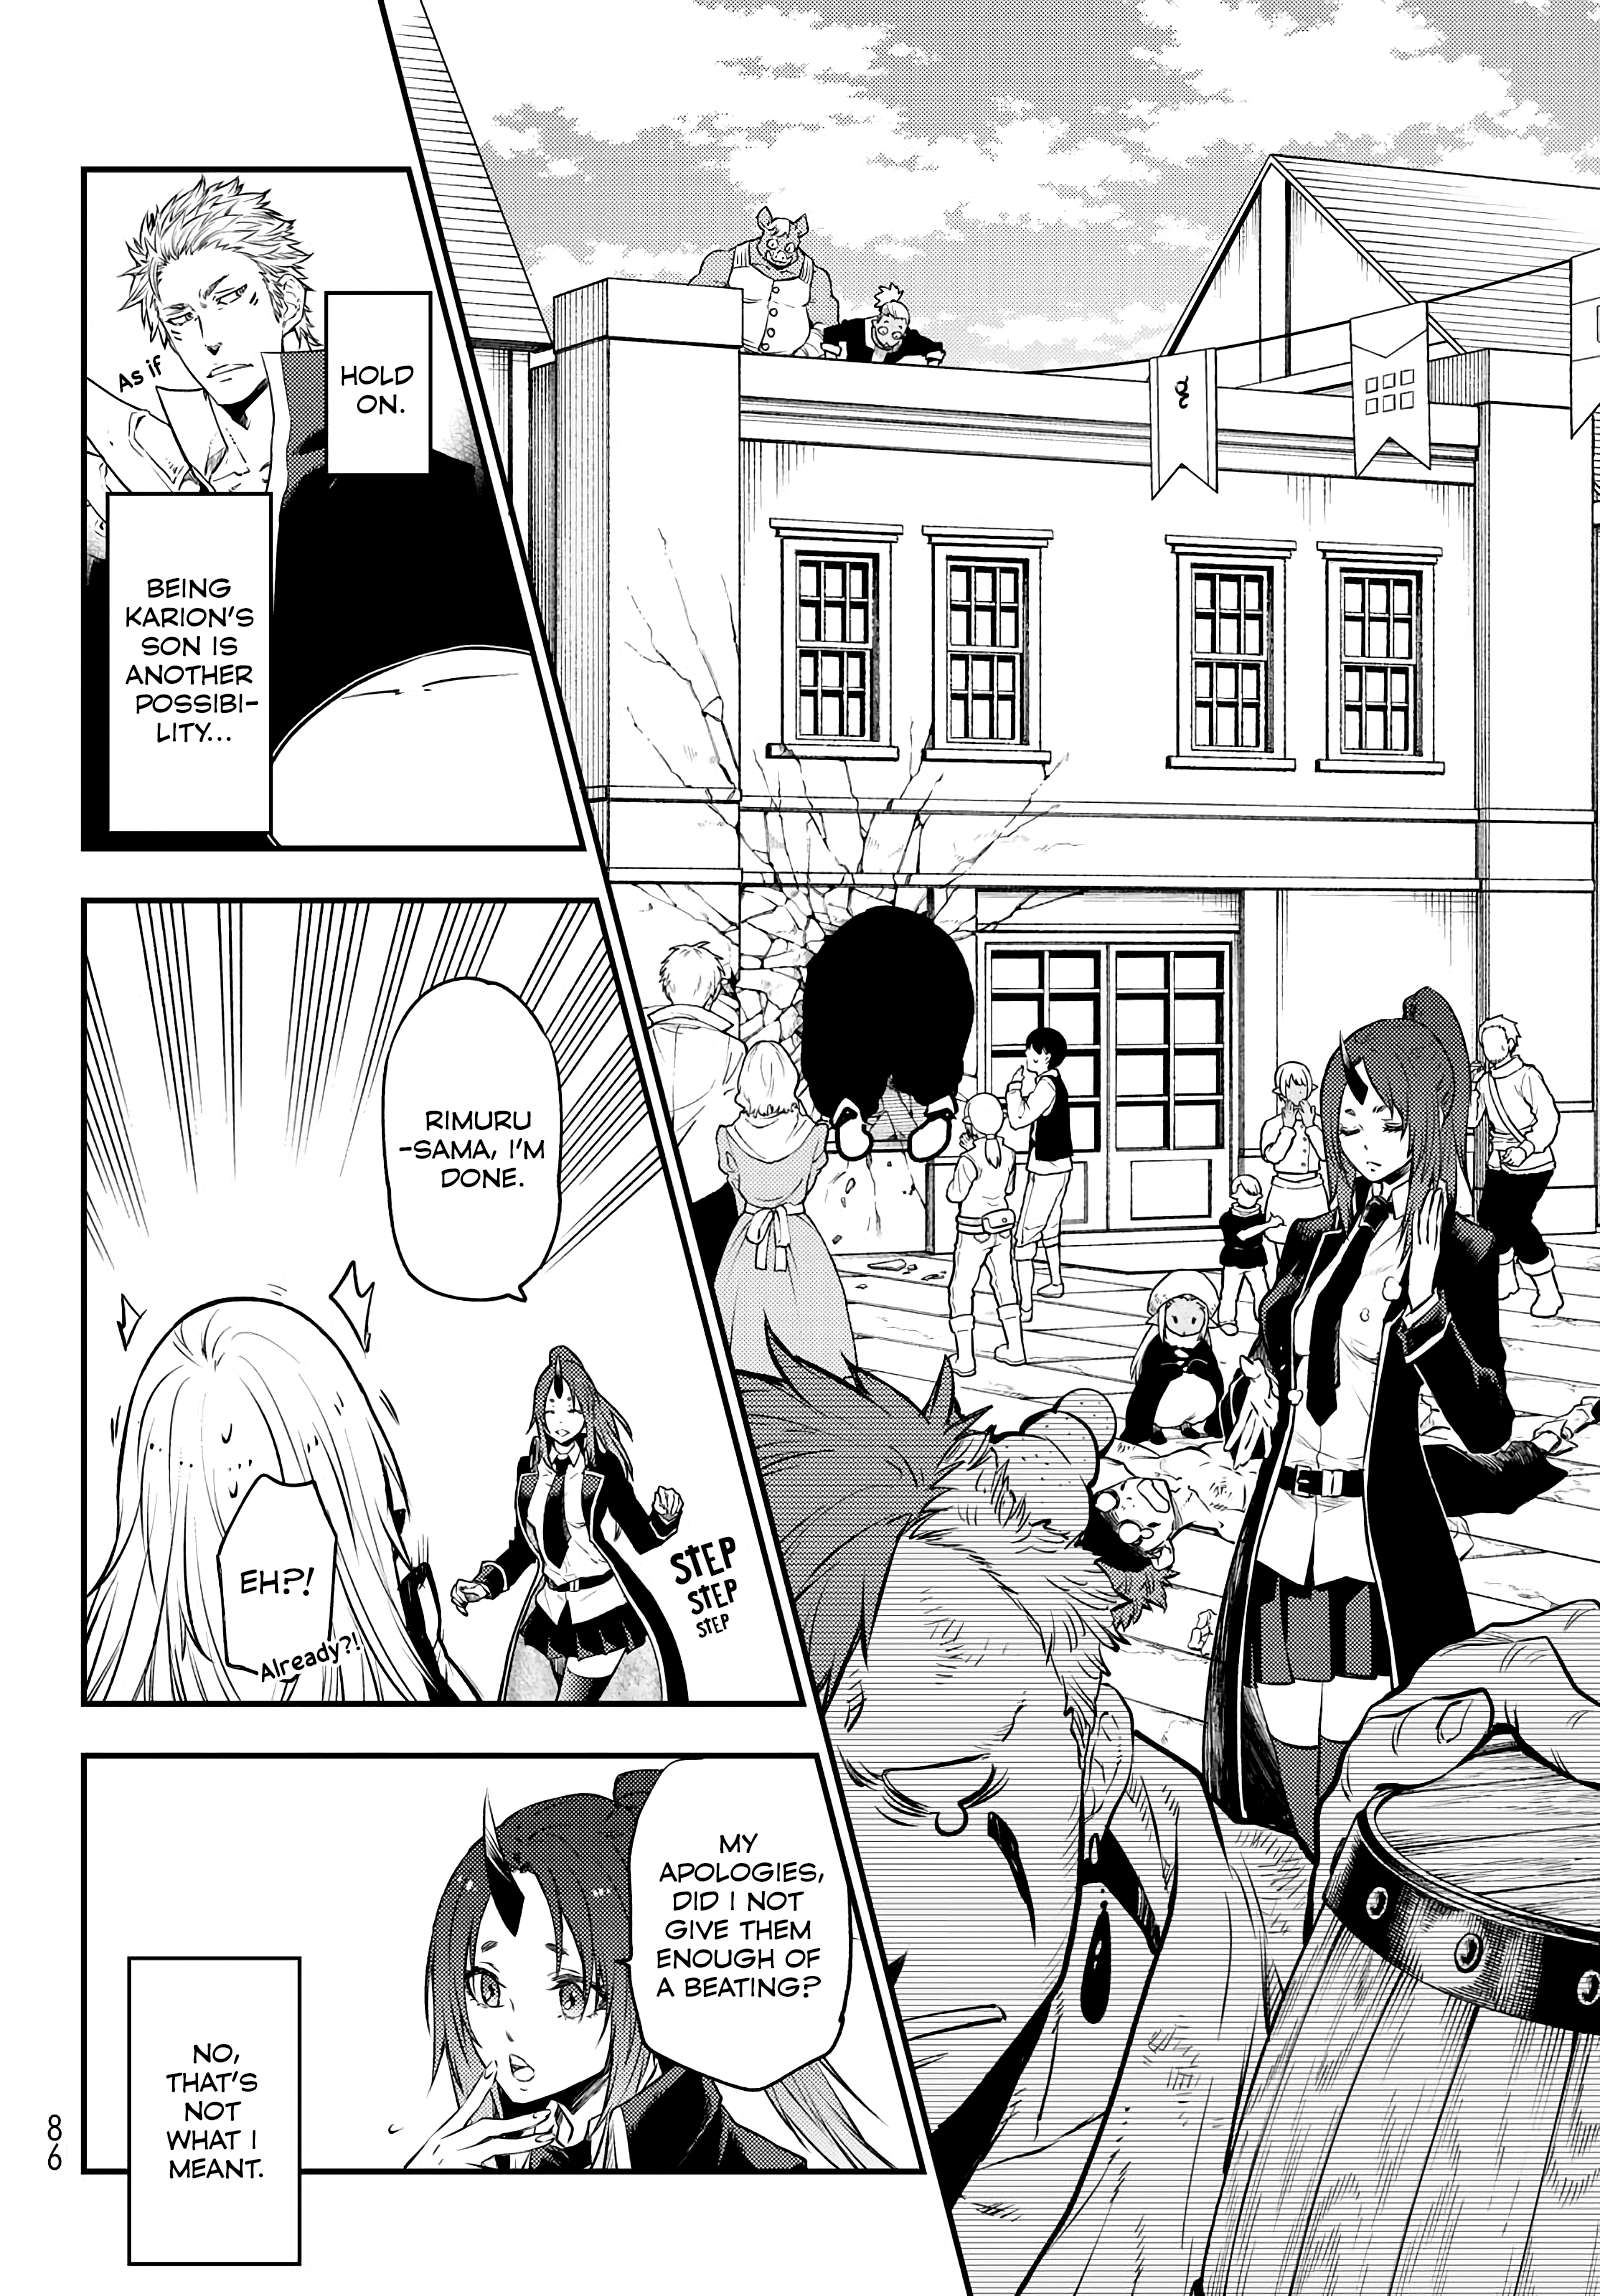 HOLD
ON.
As if
BEING
KARION'S
SON IS
ANOTHER
POSSIBI-
LITY...
RIMURU
-SAMA, I'M
DONE.
EH?!
Already?!
STEP
STEP
STEP
MY
APOLOGIES,
DID I NOT
GIVE THEM
ENOUGH OF
A BEATING?
NO,
THAT'S
NOT
WHAT I
MEANT.
86